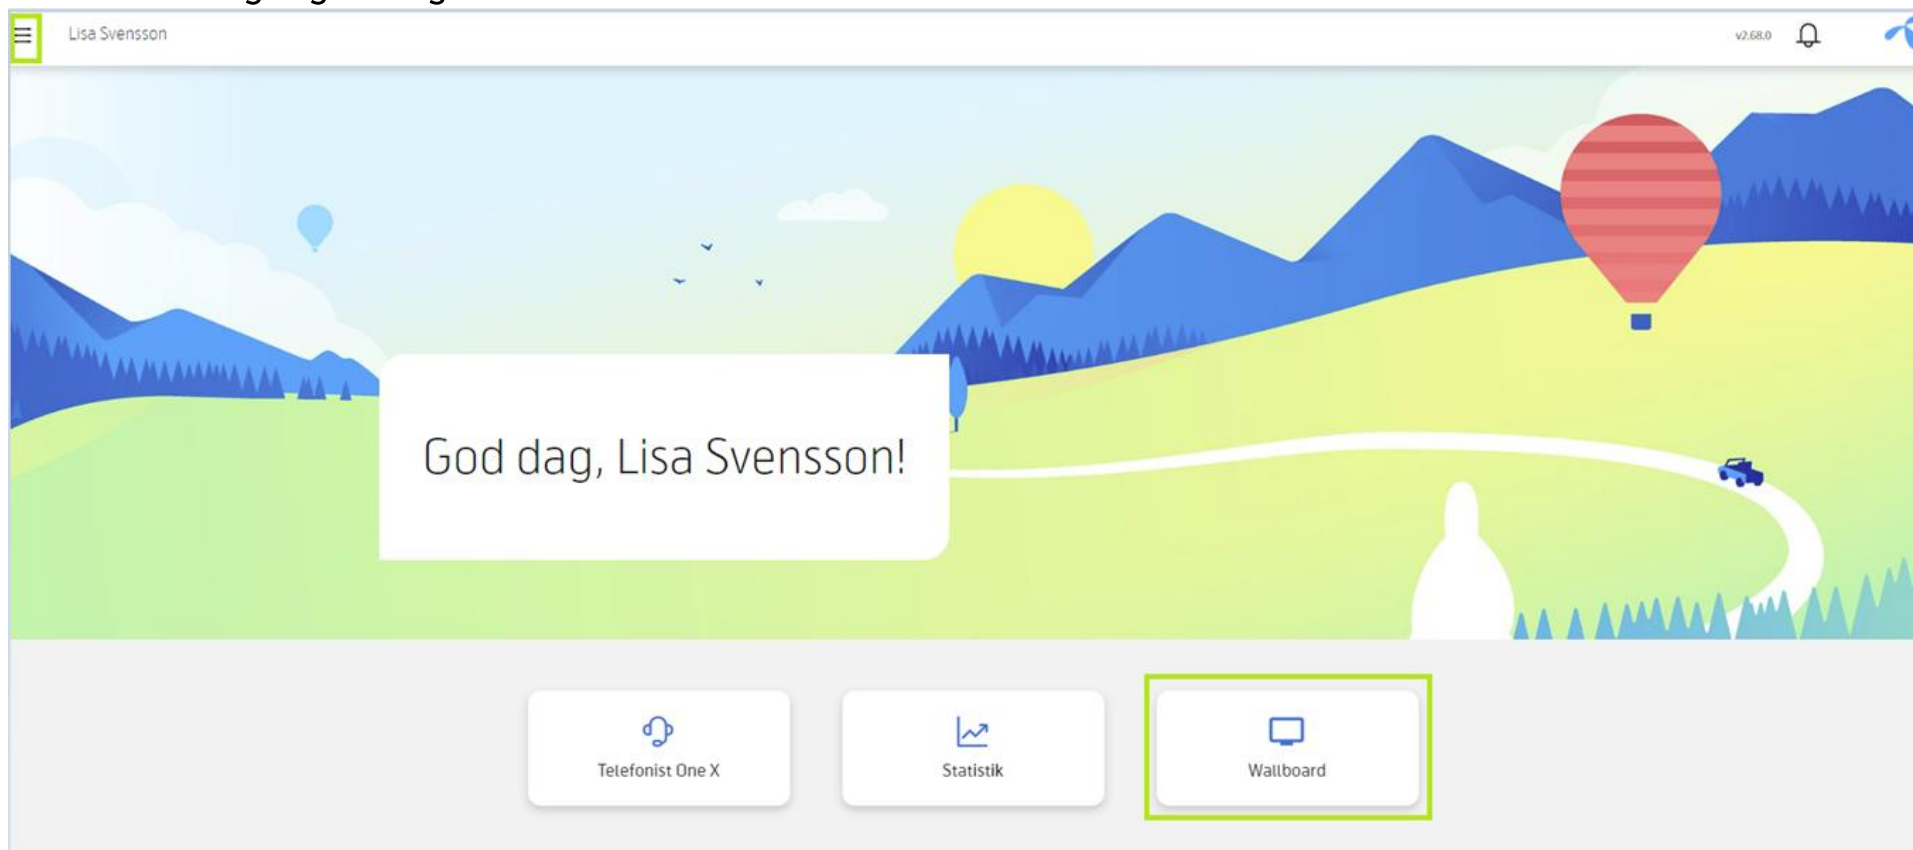 Lisa Svensson
v2.68.0
God dag, Lisa Svensson!
Telefonist One X
Statistik
Wallboard